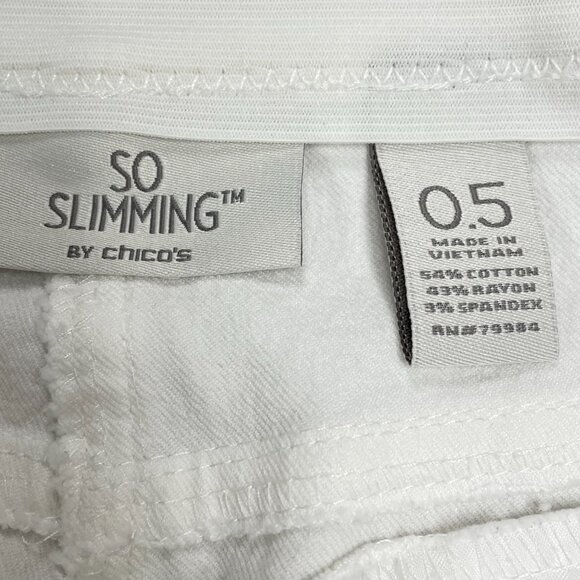 SO
SLIMMING™
BY chico's
0.5
MADE IN
VIETNAM
54% COTTON
43% RAYON
3% SPANDEX
RN# 79984